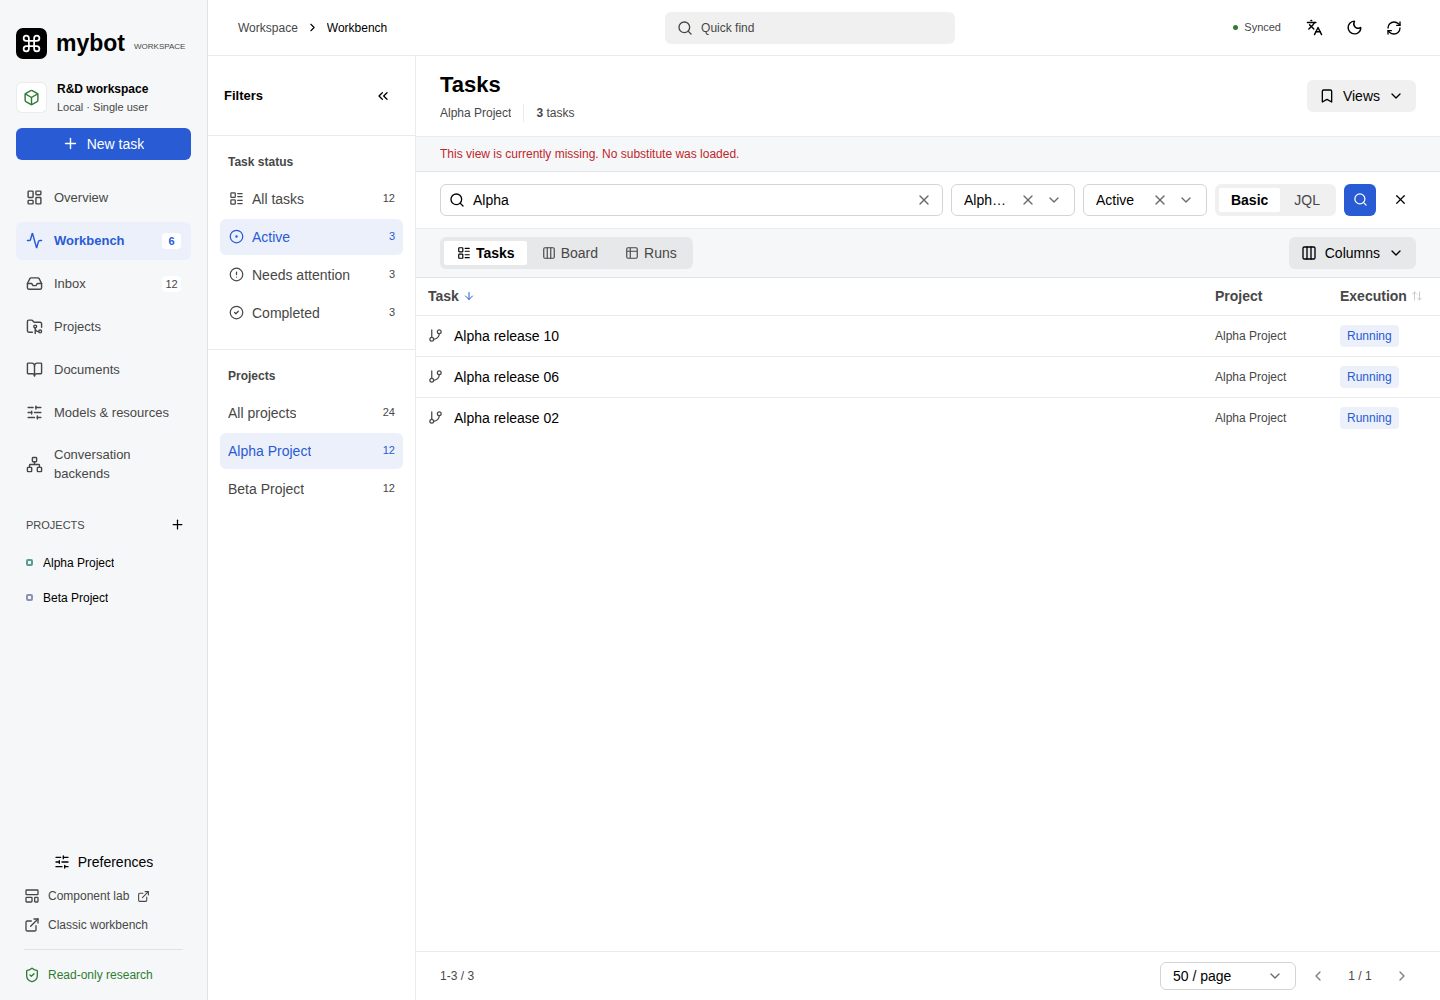 mybot WORKSPACE
R&D workspace
Local · Single user
New task
Overview
Workbench 6
Inbox 12
Projects
Documents
Models & resources
Conversation
backends
PROJECTS
Alpha Project
Beta Project
Preferences
Component lab
Classic workbench
Read-only research
Workspace Workbench
Quick find
Synced
Filters
Task status
All tasks 12
Active 3
Needs attention 3
Completed 3
Projects
All projects 24
Alpha Project 12
Beta Project 12
Tasks
Alpha Project 3 tasks
Views
This view is currently missing. No substitute was loaded.
Alpha Alph… Active Basic JQL
Tasks Board Runs Columns
Task Project Execution
Alpha release 10 Alpha Project Running
Alpha release 06 Alpha Project Running
Alpha release 02 Alpha Project Running
1-3 / 3 50 / page 1 / 1